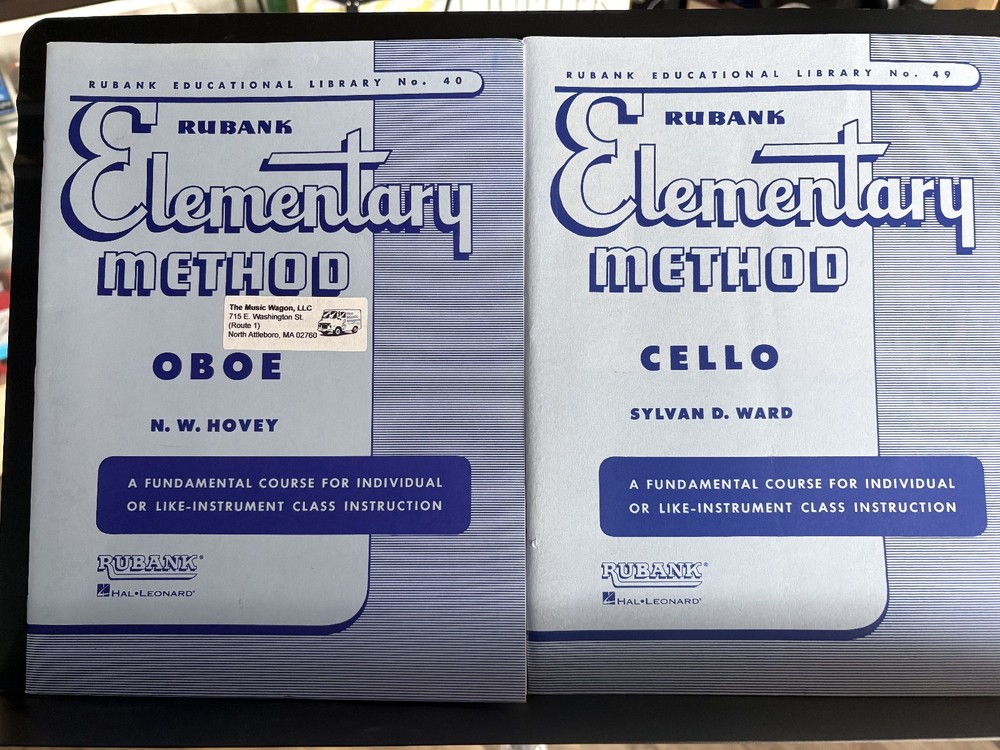 RUBANK EDUCATIONAL LIBRARY No. 40
RUBANK
Elementary
METHOD
The Music Wagon, LLC
715 E. Washington St.
(Route 1)
North Attleboro, MA 02760
OBOE
N. W. HOVEY
A FUNDAMENTAL COURSE FOR INDIVIDUAL
OR LIKE-INSTRUMENT CLASS INSTRUCTION
RUBANK®
HAL•LEONARD®
RUBANK EDUCATIONAL LIBRARY No. 49
RUBANK
Elementary
METHOD
CELLO
SYLVAN D. WARD
A FUNDAMENTAL COURSE FOR INDIVIDUAL
OR LIKE-INSTRUMENT CLASS INSTRUCTION
RUBANK®
HAL•LEONARD®